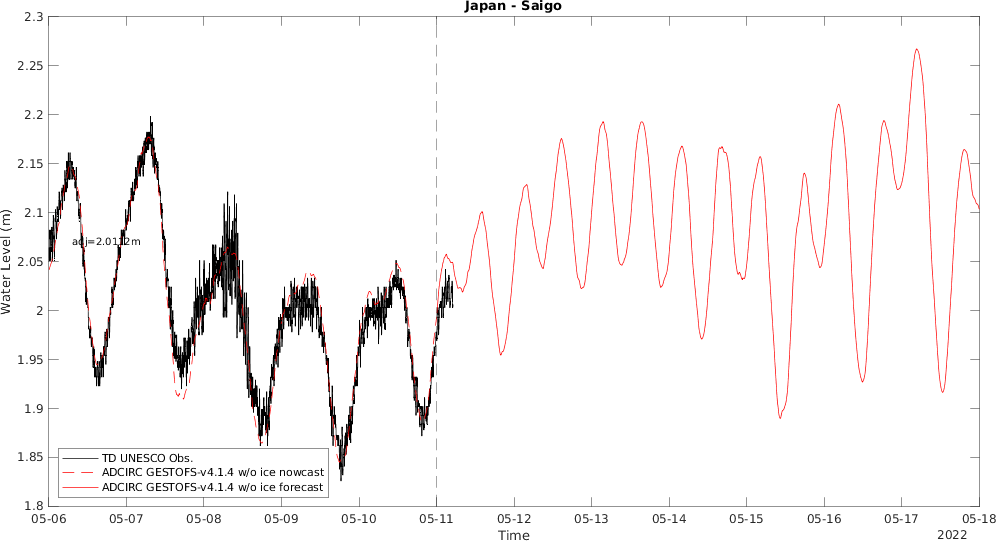 Japan - Saigo
2.3
2.25
2.2
2.15
2.1
2.05
2
1.95
1.9
1.85
1.8
Water Level (m)
adj=2.0112m
TD UNESCO Obs.
ADCIRC GESTOFS-v4.1.4 w/o ice nowcast
ADCIRC GESTOFS-v4.1.4 w/o ice forecast
05-06 05-07 05-08 05-09 05-10 05-11 05-12 05-13 05-14 05-15 05-16 05-17 05-18
Time
2022